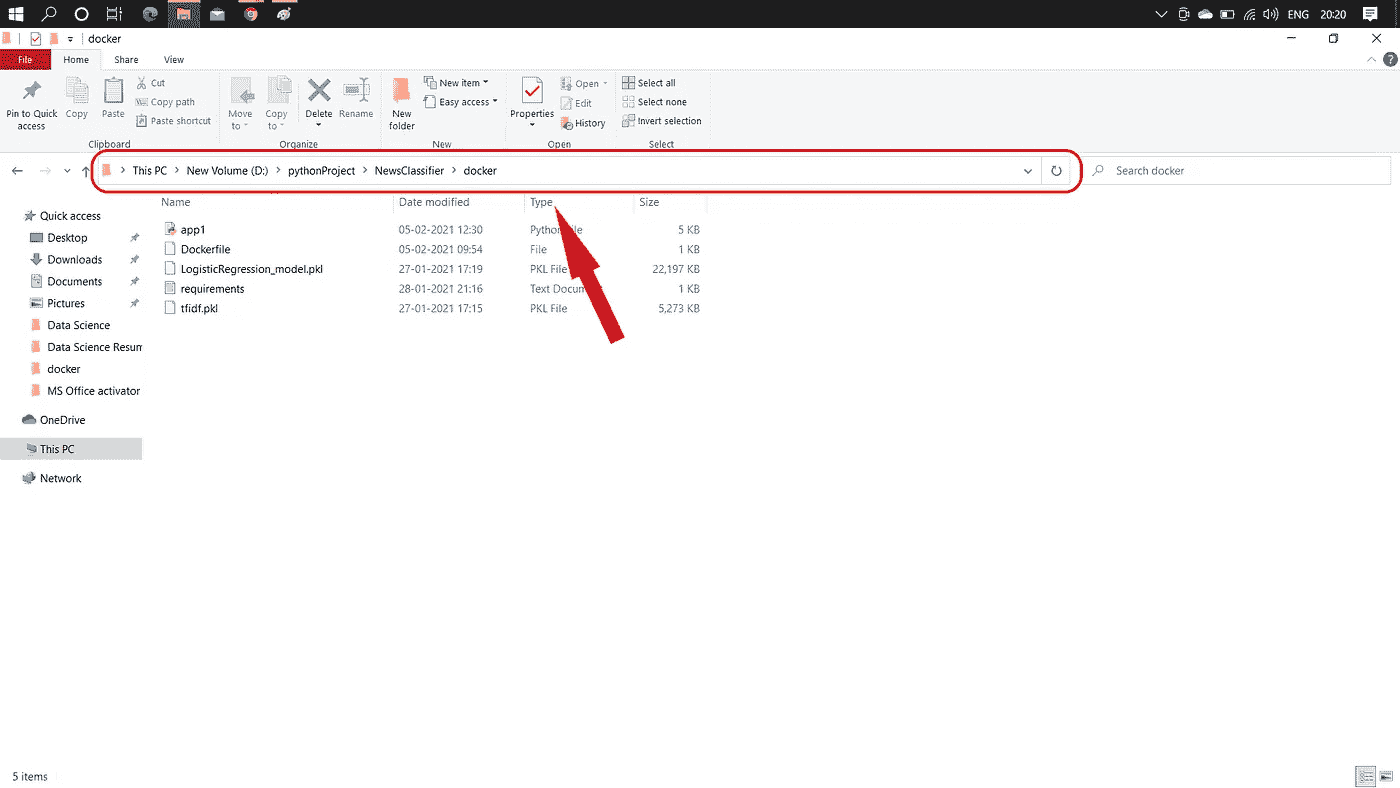 ENG 20:20
docker
File Home Share View
Pin to Quick access Copy Paste Cut Copy path Paste shortcut Move to Copy to Delete Rename New folder New item Easy access Properties Open Edit History Select all Select none Invert selection
Clipboard Organize New Open Select
This PC New Volume (D:) pythonProject NewsClassifier docker Search docker
Name Date modified Type Size
Quick access
Desktop
Downloads
Documents
Pictures
Data Science
Data Science Resum
docker
MS Office activator
OneDrive
This PC
Network
app1 05-02-2021 12:30 5 KB
Dockerfile 05-02-2021 09:54 File 1 KB
LogisticRegression_model.pkl 27-01-2021 17:19 PKL File 22,197 KB
requirements 28-01-2021 21:16 Text Docum 1 KB
tfidf.pkl 27-01-2021 17:15 PKL File 5,273 KB
5 items